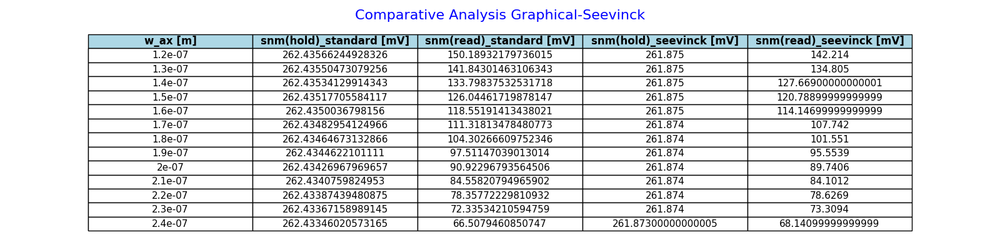 Comparative Analysis Graphical-Seevinck
w_ax [m] snm(hold)_standard [mV] snm(read)_standard [mV] snm(hold)_seevinck [mV] snm(read)_seevinck [mV]
1.2e-07 262.43566244928326 150.18932179736015 261.875 142.214
1.3e-07 262.43550473079256 141.84301463106343 261.875 134.805
1.4e-07 262.43534129914343 133.79837532531718 261.875 127.66900000000001
1.5e-07 262.43517705584117 126.04461719878147 261.875 120.78899999999999
1.6e-07 262.4350036798156 118.55191413438021 261.875 114.14699999999999
1.7e-07 262.43482954124966 111.31813478480773 261.874 107.742
1.8e-07 262.43464673132866 104.30266609752346 261.874 101.551
1.9e-07 262.4344622101111 97.51147039013014 261.874 95.5539
2e-07 262.43426967969657 90.92296793564506 261.874 89.7406
2.1e-07 262.4340759824953 84.55820794965902 261.874 84.1012
2.2e-07 262.43387439480875 78.35772229810932 261.874 78.6269
2.3e-07 262.43367158989145 72.33534210594759 261.874 73.3094
2.4e-07 262.43346020573165 66.5079460850747 261.87300000000005 68.14099999999999